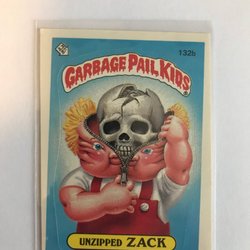 132b
GARBAGE PAIL KIDS
UNZIPPED ZACK